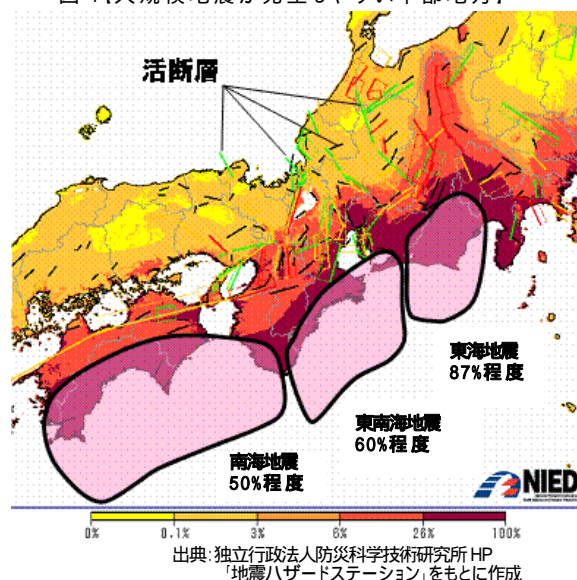 活断層
東海地震
87%程度
東南海地震
60%程度
南海地震
50%程度
NIED
0% 0.1% 3% 6% 26% 100%
出典:独立行政法人防災科学技術研究所HP
「地震ハザードステーション」をもとに作成